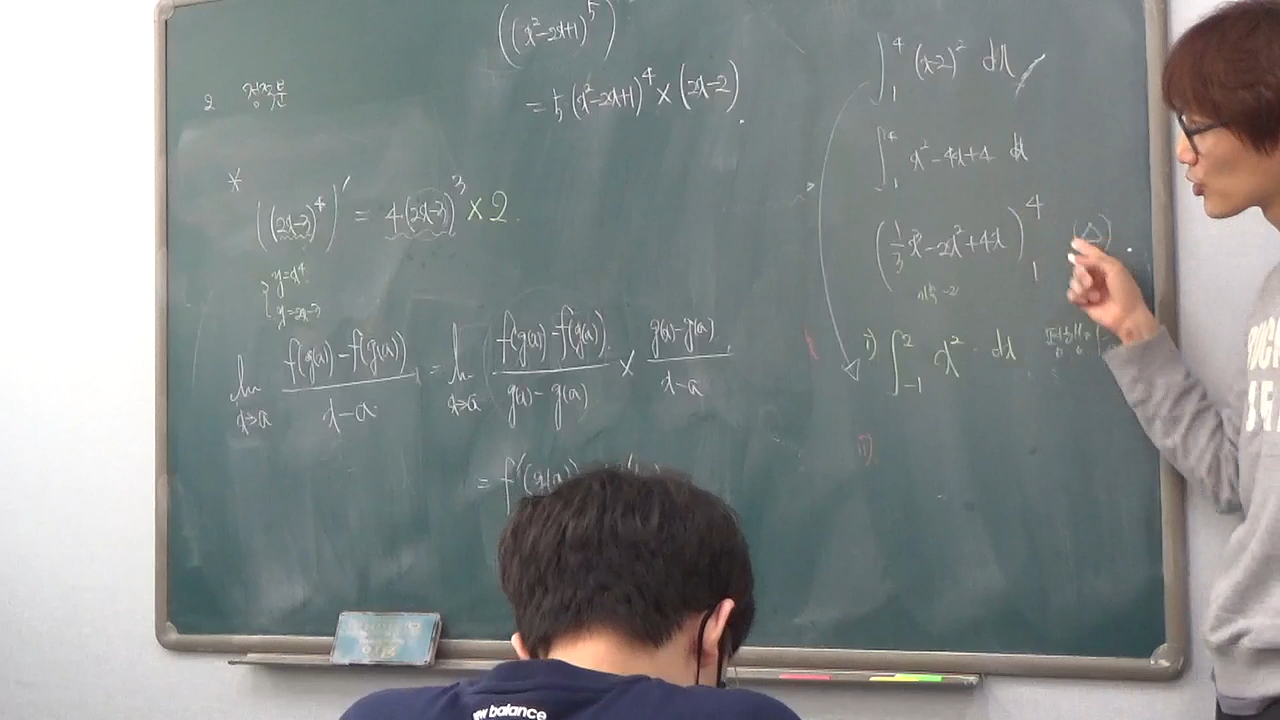 ((x²-2x+1)⁵)
= 5(x²-2x+1)⁴ × (2x-2).
2 정적분
*
((2x-3)⁴)′ = 4(2x-3)³ × 2.
y=x⁴
y=2x-3
lim x→a f(g(x))-f(g(a)) / x-a = lim x→a f(g(x))-f(g(a)) / g(x)-g(a) × g(x)-g(a) / x-a
= f′(g(a))
∫₁⁴ (x-2)² dx
∫₁⁴ x²-4x+4 dx
(1/3 x³-2x²+4x)₁⁴ (△).
i) ∫₋₁² x² dx
ii)
new balance